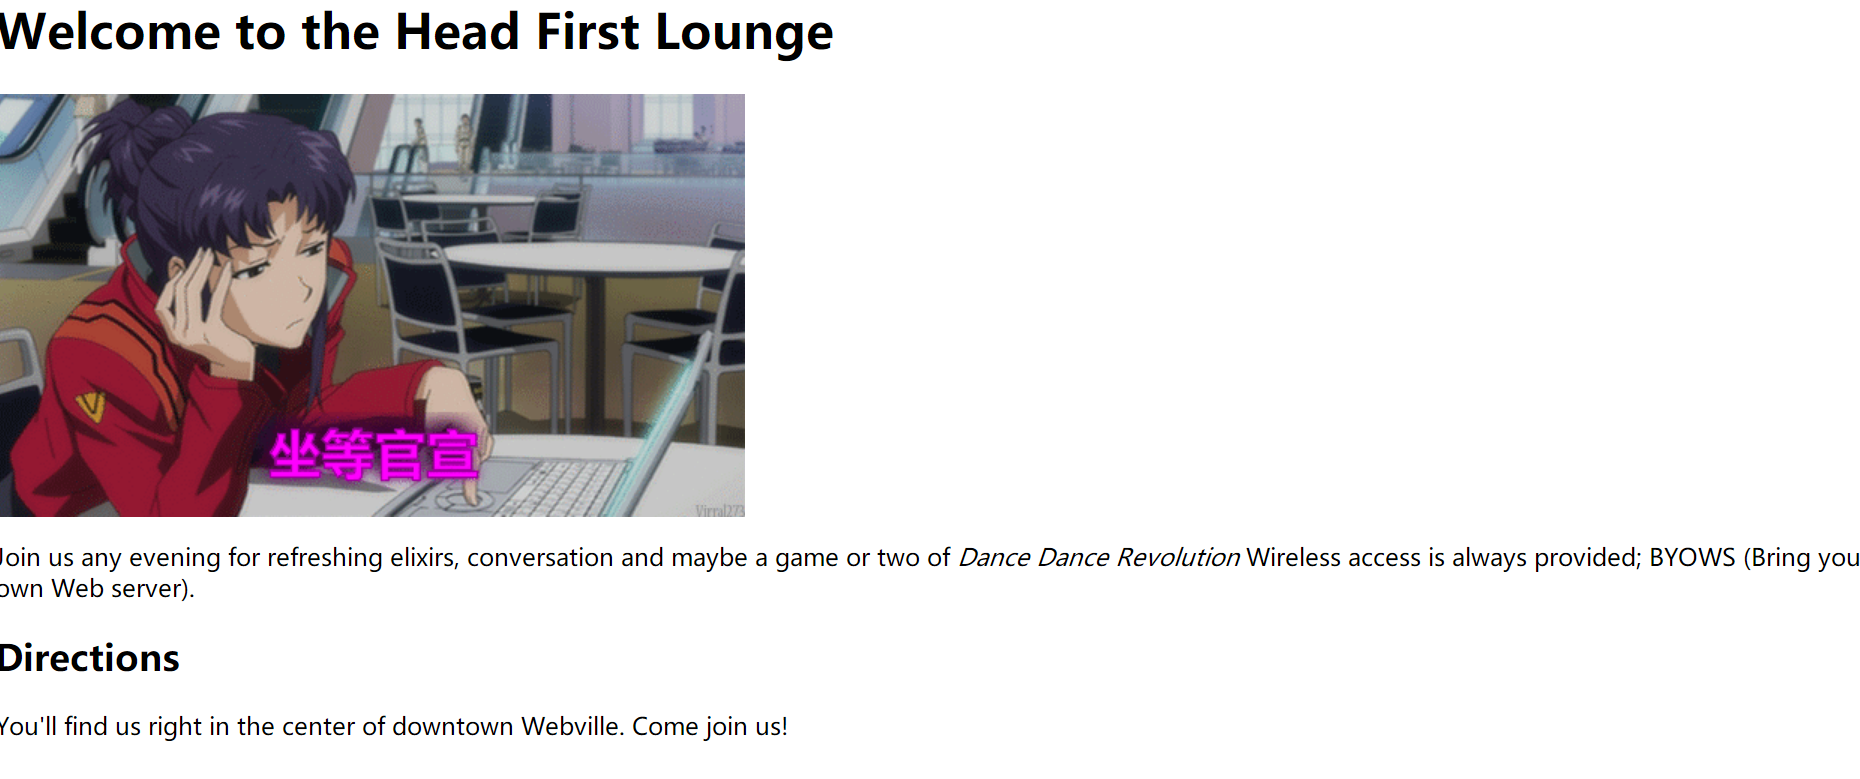 Welcome to the Head First Lounge
坐等官宣
Virral273
Join us any evening for refreshing elixirs, conversation and maybe a game or two of Dance Dance Revolution Wireless access is always provided; BYOWS (Bring you
own Web server).
Directions
You'll find us right in the center of downtown Webville. Come join us!